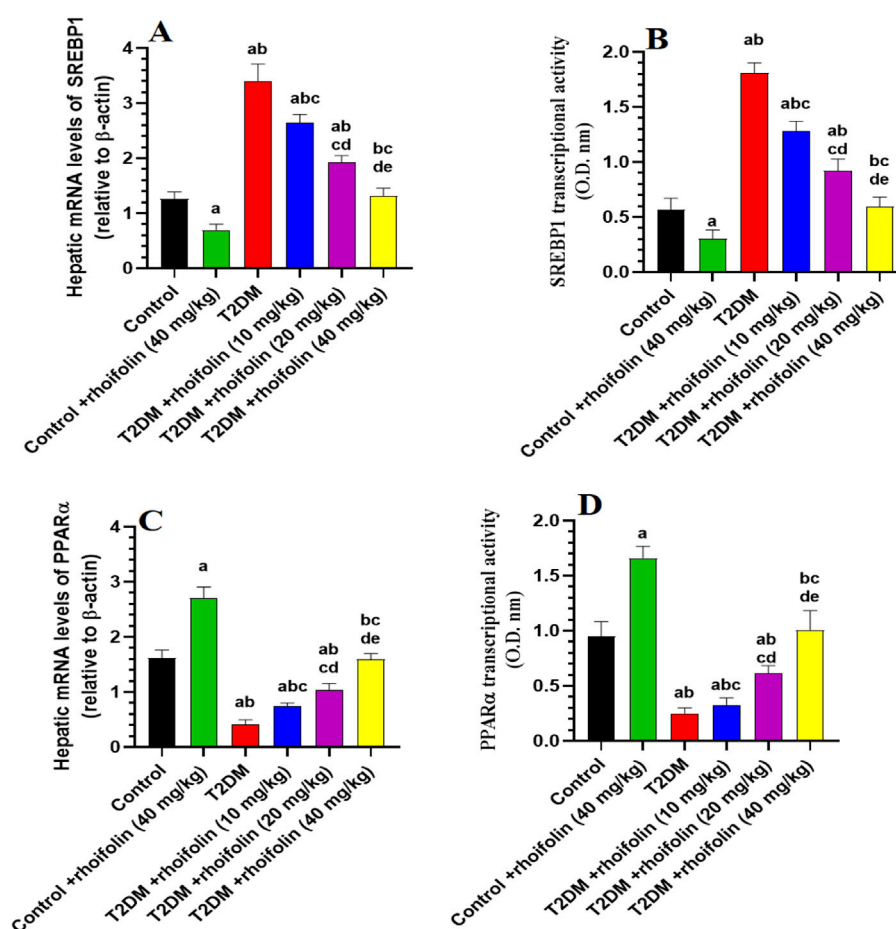 A
Hepatic mRNA levels of SREBP1
(relative to β-actin)
4
3
2
1
0
ab
abc
ab
cd
bc
de
a
Control
Control +rhoifolin (40 mg/kg)
T2DM
T2DM +rhoifolin (10 mg/kg)
T2DM +rhoifolin (20 mg/kg)
T2DM +rhoifolin (40 mg/kg)
B
SREBP1 transcriptional activity
(O.D. nm)
2.0
1.5
1.0
0.5
0.0
ab
abc
ab
cd
bc
de
a
Control
Control +rhoifolin (40 mg/kg)
T2DM
T2DM +rhoifolin (10 mg/kg)
T2DM +rhoifolin (20 mg/kg)
T2DM +rhoifolin (40 mg/kg)
C
Hepatic mRNA levels of PPARα
(relative to β-actin)
4
3
2
1
0
a
ab
abc
ab
cd
bc
de
Control
Control +rhoifolin (40 mg/kg)
T2DM
T2DM +rhoifolin (10 mg/kg)
T2DM +rhoifolin (20 mg/kg)
T2DM +rhoifolin (40 mg/kg)
D
PPARα transcriptional activity
(O.D. nm)
2.0
1.5
1.0
0.5
0.0
a
ab
abc
ab
cd
bc
de
Control
Control +rhoifolin (40 mg/kg)
T2DM
T2DM +rhoifolin (10 mg/kg)
T2DM +rhoifolin (20 mg/kg)
T2DM +rhoifolin (40 mg/kg)